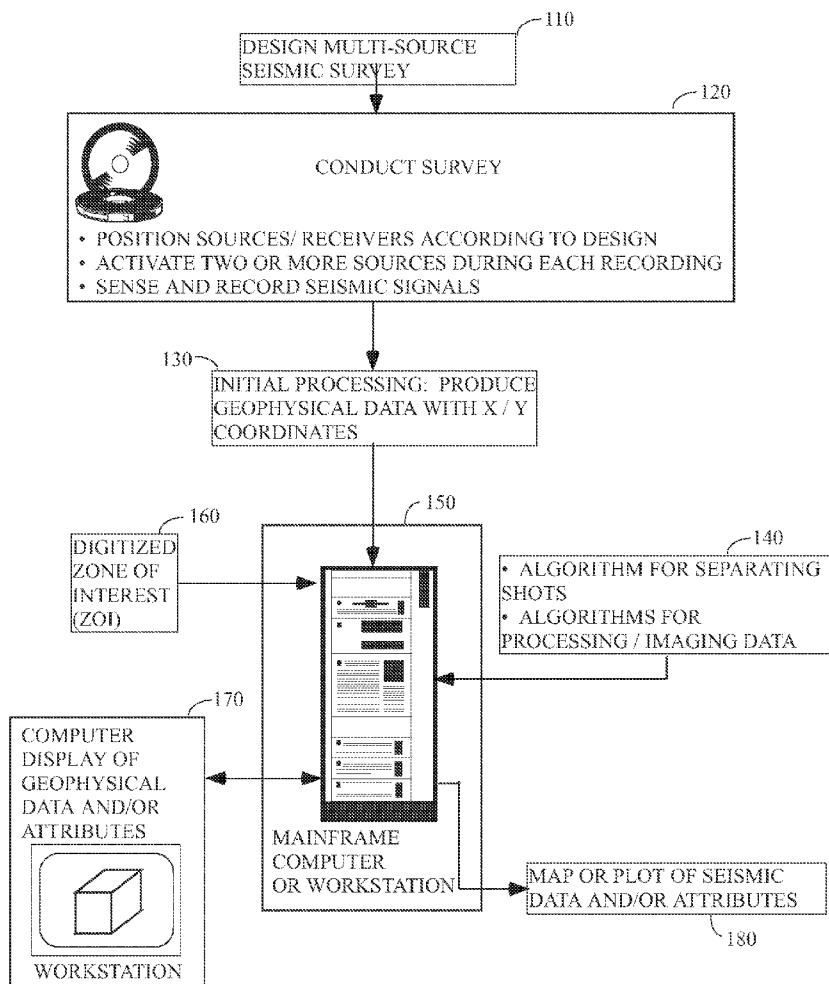 110
DESIGN MULTI-SOURCE
SEISMIC SURVEY
120
CONDUCT SURVEY
• POSITION SOURCES/ RECEIVERS ACCORDING TO DESIGN
• ACTIVATE TWO OR MORE SOURCES DURING EACH RECORDING
• SENSE AND RECORD SEISMIC SIGNALS
130
INITIAL PROCESSING: PRODUCE
GEOPHYSICAL DATA WITH X / Y
COORDINATES
160
DIGITIZED
ZONE OF
INTEREST
(ZOI)
150
140
• ALGORITHM FOR SEPARATING
SHOTS
• ALGORITHMS FOR
PROCESSING / IMAGING DATA
170
COMPUTER
DISPLAY OF
GEOPHYSICAL
DATA AND/OR
ATTRIBUTES
WORKSTATION
MAINFRAME
COMPUTER
OR WORKSTATION
MAP OR PLOT OF SEISMIC
DATA AND/OR ATTRIBUTES
180